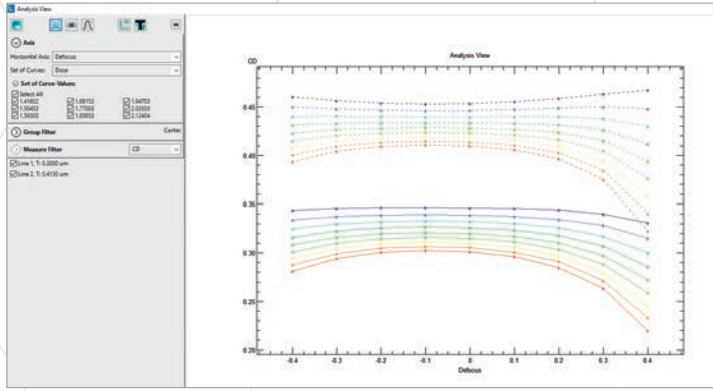 Analysis View
Axis
Horizontal Axis: Defocus
Set of Curves: Dose
Set of Curve-Values:
Select All
1.41602 1.68153 1.94703
1.50453 1.77003 2.03553
1.59303 1.85853 2.12404
Group Filter Center
Measure Filter CD
Line 1, T: 0.3000 um
Line 2, T: 0.4130 um
Analysis View
CD
0.45
0.40
0.35
0.30
0.25
0.20
-0.4 -0.3 -0.2 -0.1 0 0.1 0.2 0.3 0.4
Defocus